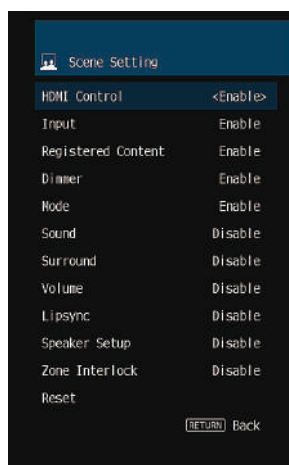 Scene Setting
HDMI Control <Enable>
Input Enable
Registered Content Enable
Dimmer Enable
Mode Enable
Sound Disable
Surround Disable
Volume Disable
Lipsync Disable
Speaker Setup Disable
Zone Interlock Disable
Reset
RETURN Back